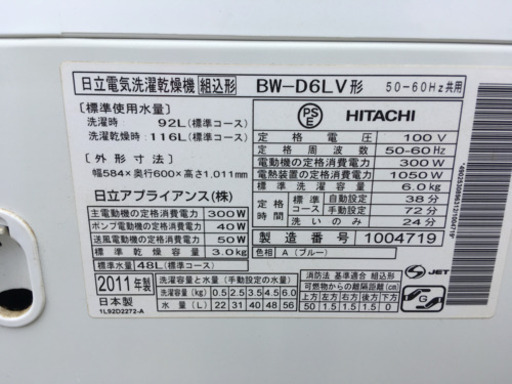 日立電気洗濯乾燥機 組込形 BW-D6LV形 50-60Hz共用
[標準使用水量]
洗濯時 : 92L(標準コース)
洗濯乾燥時 : 116L(標準コース)
[外形寸法]
幅584×奥行600×高さ1,011mm
日立アプライアンス(株)
主電動機の定格消費電力 300W
ポンプ電動機の定格消費電力 40W
送風電動機の定格消費電力 50W
標準乾燥容量 3.0kg
標準水量 48L(標準コース)
PSE HITACHI
定格電圧 100V
定格周波数 50-60Hz
電動機の定格消費電力 300W
電熱装置の定格消費電力 1050W
標準洗濯容量 6.0kg
定格時間 標準コース 自動設定 38分
手動設定 72分
洗いのみ 24分
製造番号 1004719
色相 A(ブルー)
2011年製
日本製
洗濯容量と水量(手動設定の水量)
洗濯容量(kg) 0.5 2.5 3.5 4.5 6.0
水量(L) 22 31 40 48 56
消防法 基準適合 組込形
可燃物からの離隔距離(cm)
上方 左方 右方 前方 後方 下方
50 1.5 1.5 1.5 0
S JET
G
1L92D2272-A